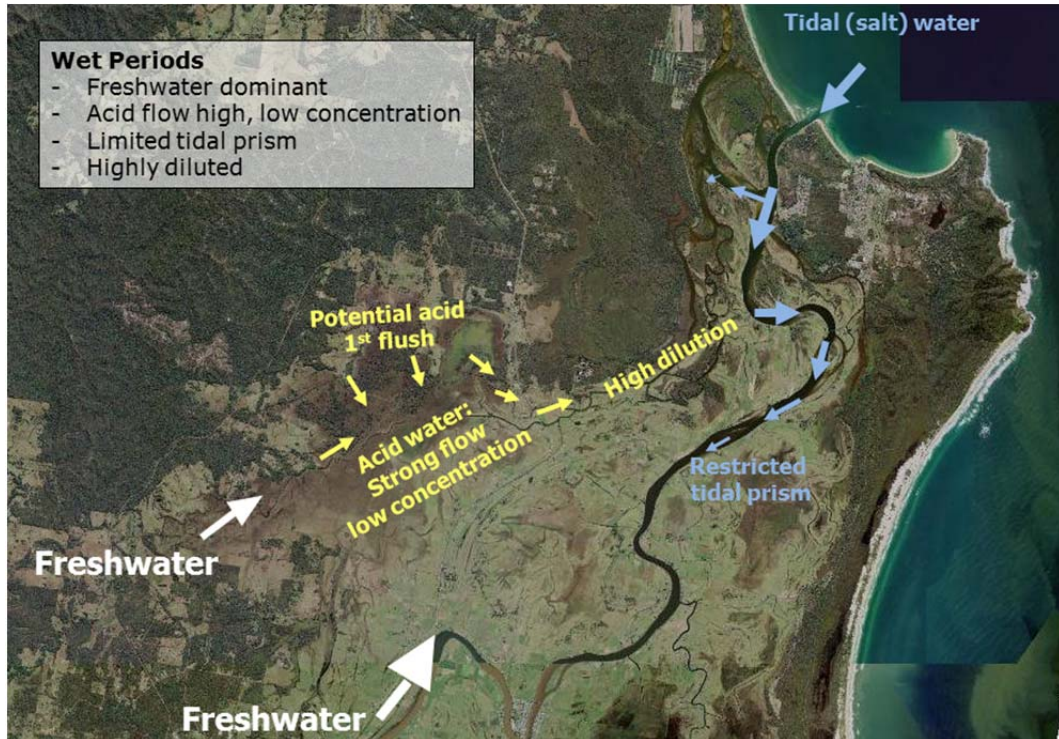 Tidal (salt) water
Wet Periods
- Freshwater dominant
- Acid flow high, low concentration
- Limited tidal prism
- Highly diluted
Potential acid
1st flush
High dilution
Acid water:
Strong flow
low concentration
Restricted
tidal prism
Freshwater
Freshwater